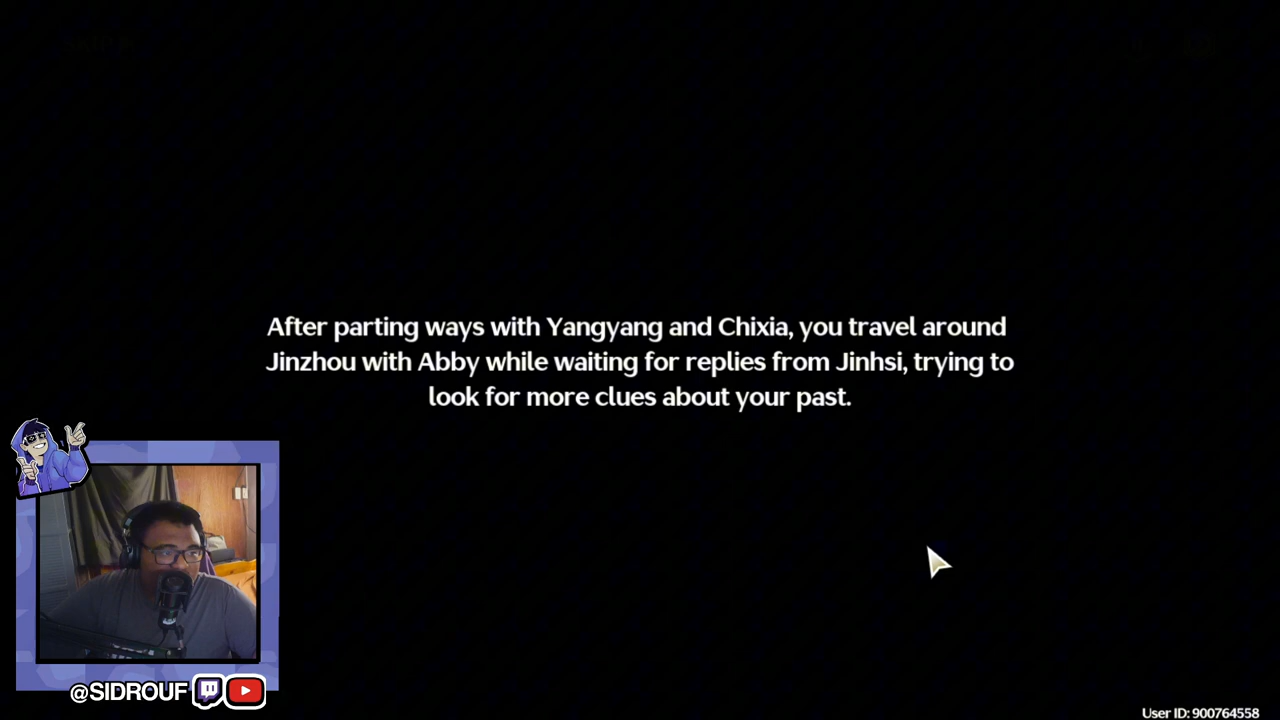 After parting ways with Yangyang and Chixia, you travel around
Jinzhou with Abby while waiting for replies from Jinhsi, trying to
look for more clues about your past.
@SIDROUF
User ID: 900764558